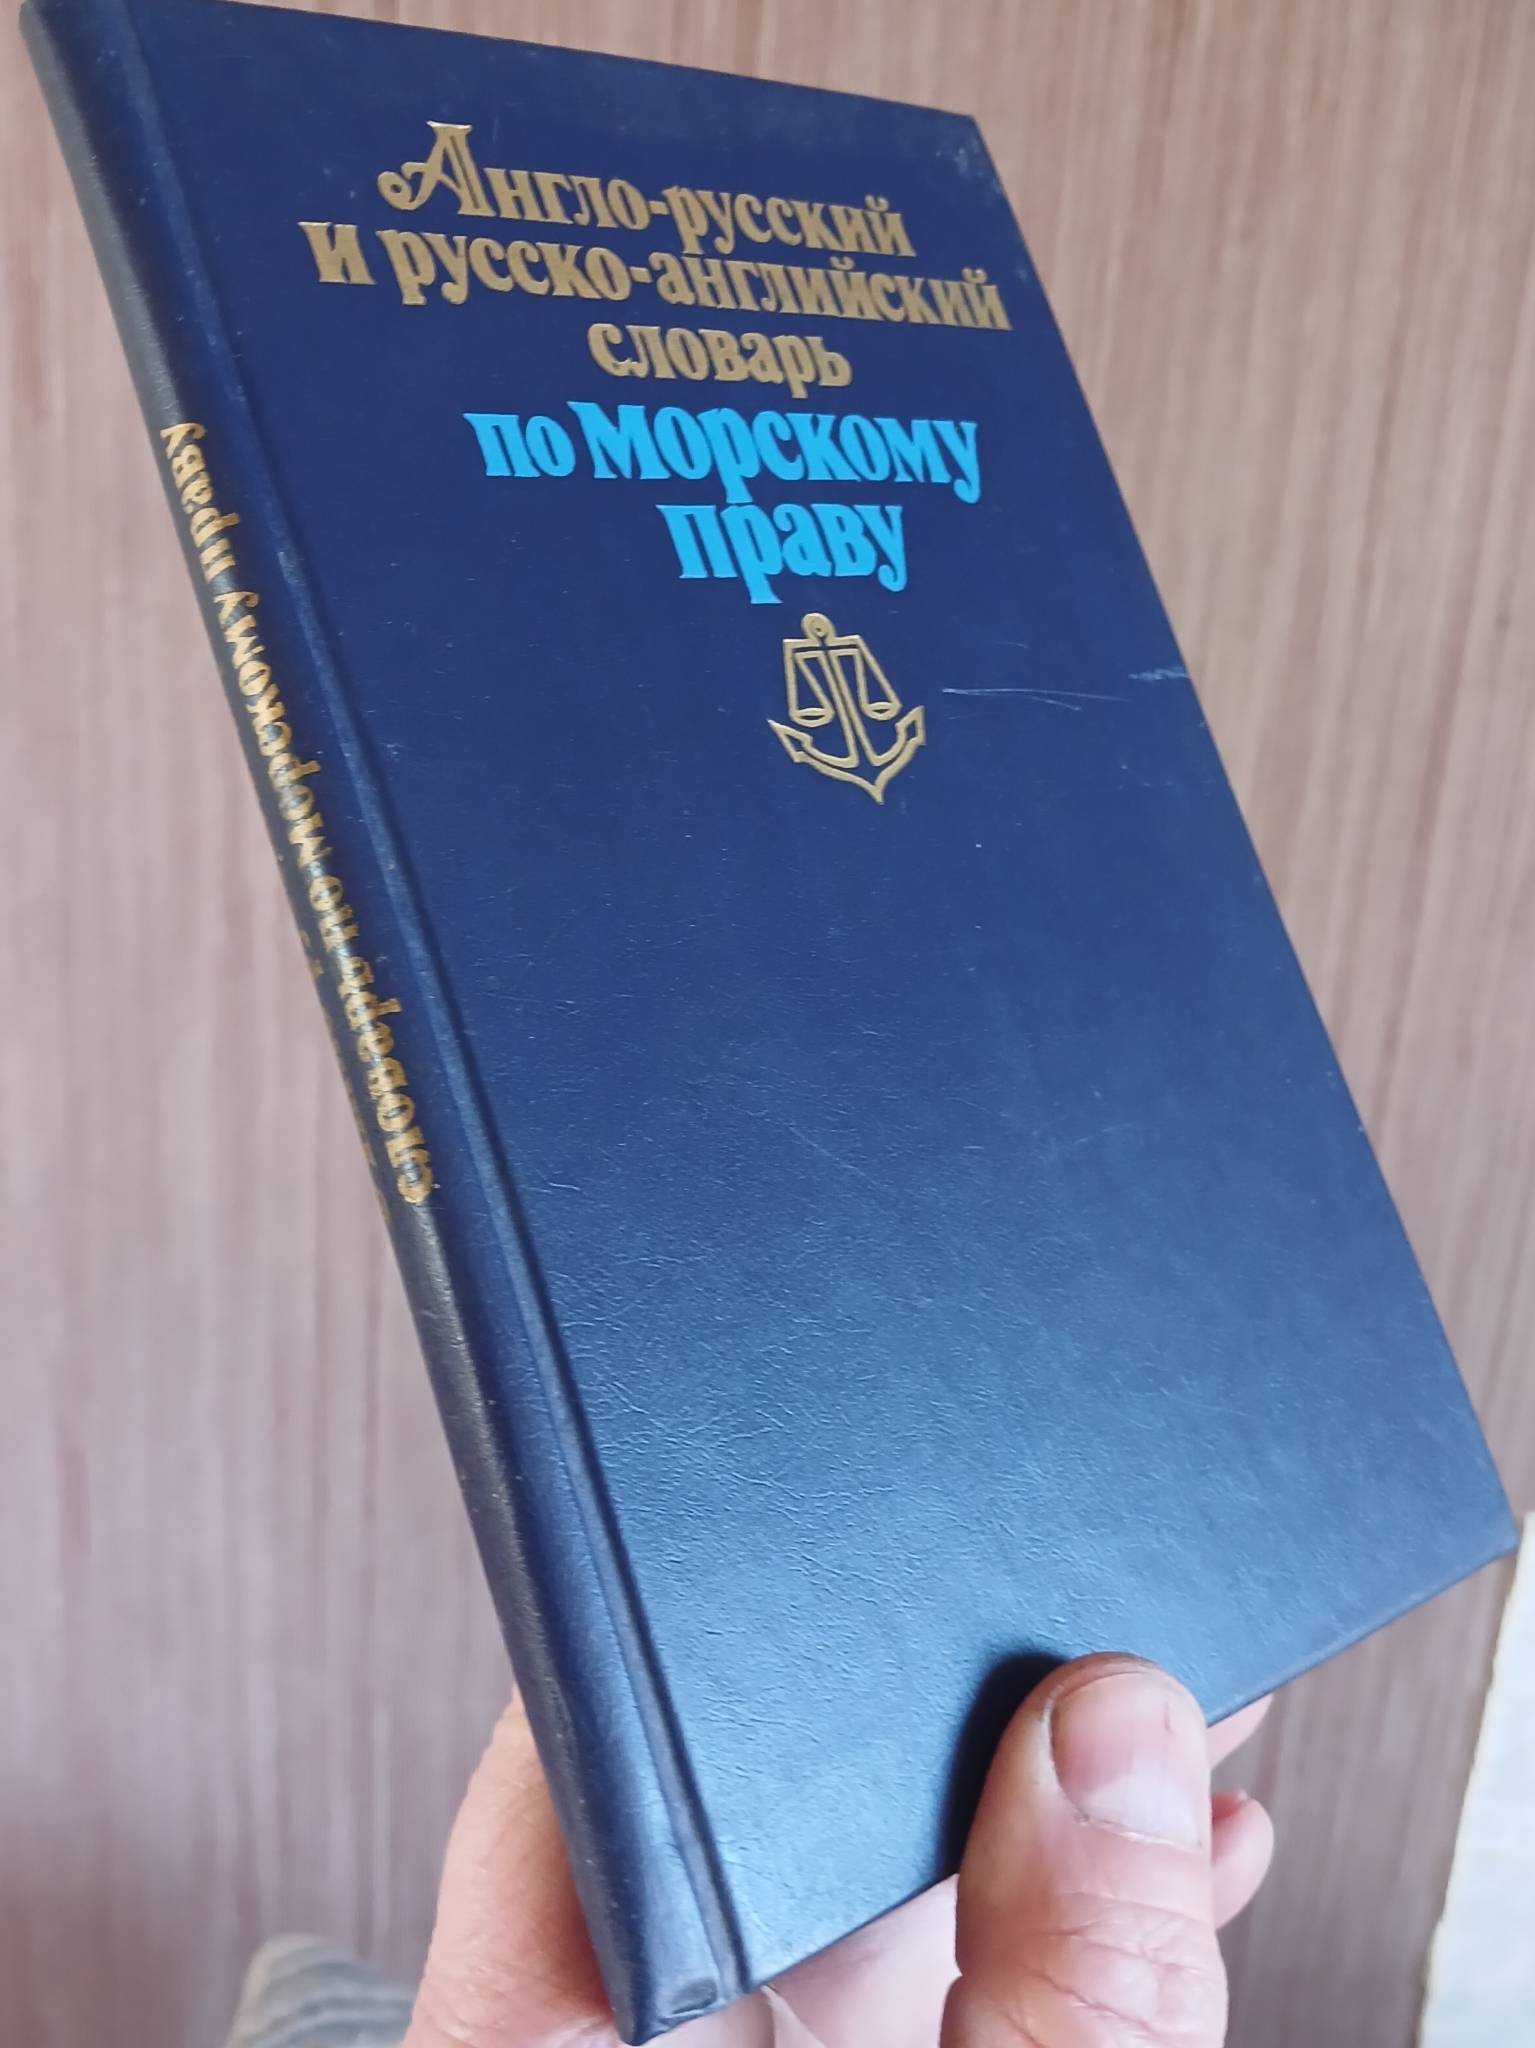 Англо-русский
и русско-английский
словарь
по Морскому
праву
Словарь по морскому праву